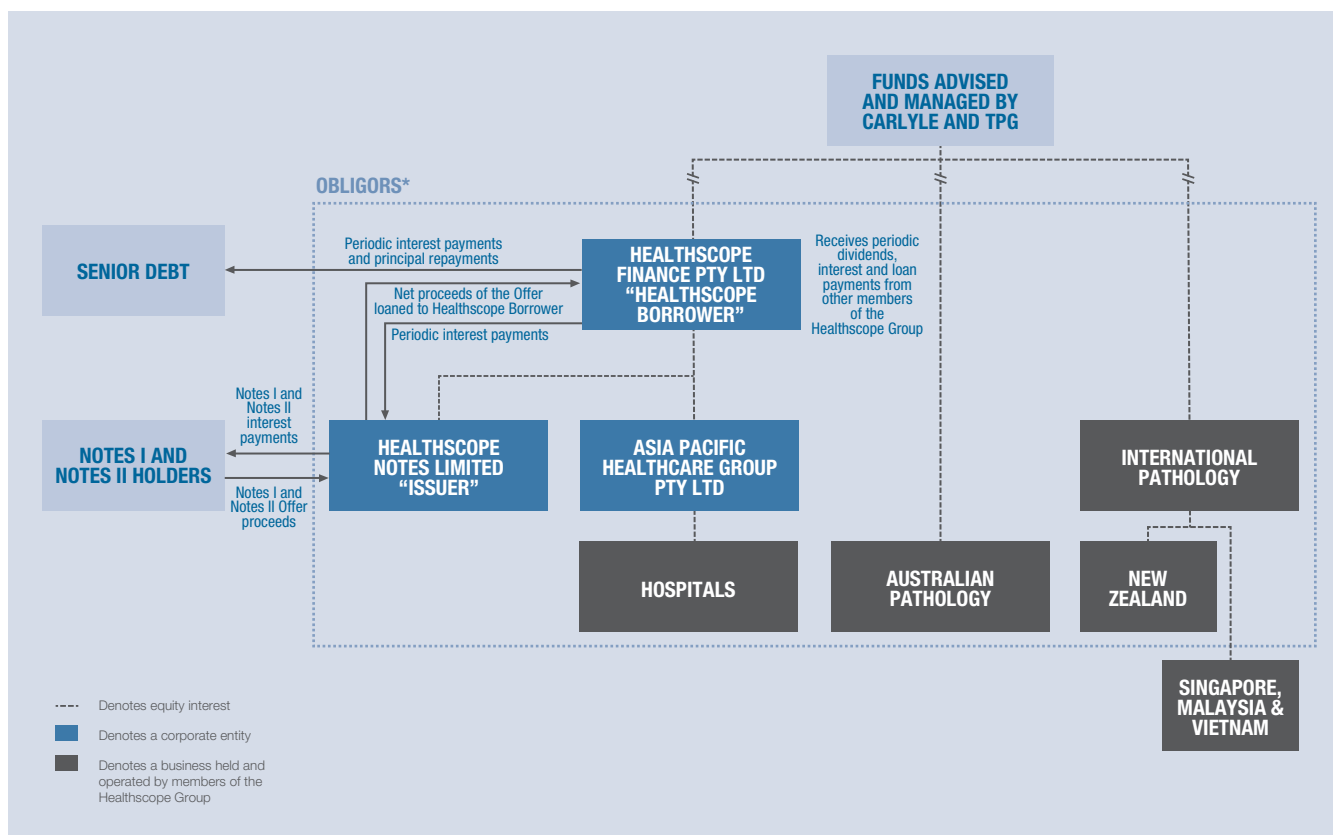 FUNDS ADVISED
AND MANAGED BY
CARLYLE AND TPG
OBLIGORS*
SENIOR DEBT
Periodic interest payments
and principal repayments
HEALTHSCOPE
FINANCE PTY LTD
“HEALTHSCOPE
BORROWER”
Receives periodic
dividends,
interest and loan
payments from
other members
of the
Healthscope Group
Net proceeds of the Offer
loaned to Healthscope Borrower
Periodic interest payments
Notes I and
Notes II
interest
payments
NOTES I AND
NOTES II HOLDERS
Notes I and
Notes II Offer
proceeds
HEALTHSCOPE
NOTES LIMITED
“ISSUER”
ASIA PACIFIC
HEALTHCARE GROUP
PTY LTD
INTERNATIONAL
PATHOLOGY
HOSPITALS
AUSTRALIAN
PATHOLOGY
NEW
ZEALAND
SINGAPORE,
MALAYSIA &
VIETNAM
Denotes equity interest
Denotes a corporate entity
Denotes a business held and
operated by members of the
Healthscope Group